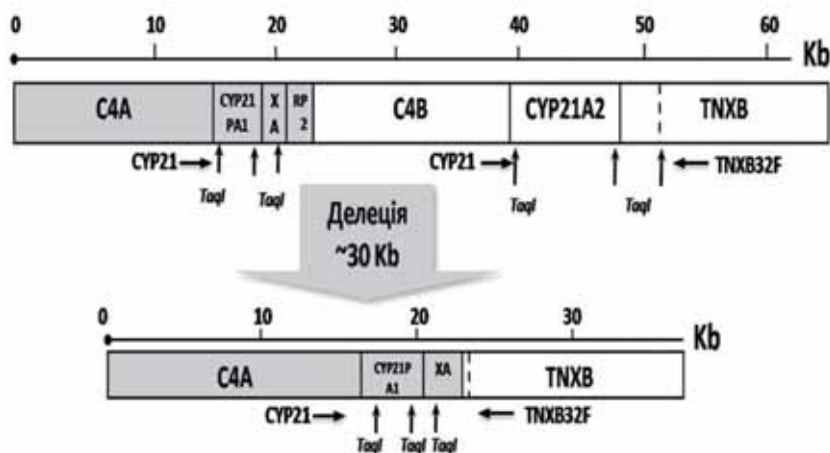 0 10 20 30 40 50 60 Kb
C4A CYP21 PA1 X A RP 2 C4B CYP21A2 TNXB
CYP21 CYP21 TNXB32F
TaqI TaqI TaqI TaqI
Делеція
~30 Kb
0 10 20 30 Kb
C4A CYP21P A1 XA TNXB
CYP21 TNXB32F
TaqI TaqI TaqI